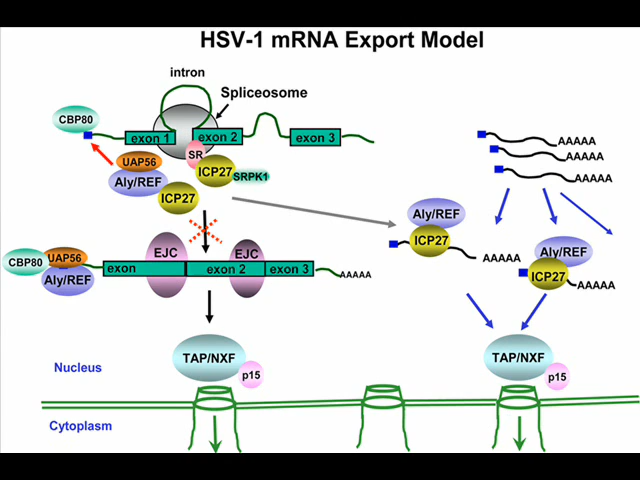 HSV-1 mRNA Export Model
intron
Spliceosome
CBP80
exon 1
exon 2
exon 3
SR
UAP56
ICP27
SRPK1
Aly/REF
ICP27
AAAAA
AAAAA
AAAAA
Aly/REF
ICP27
AAAAA
Aly/REF
ICP27
AAAAA
EJC
EJC
CBP80
UAP56
Aly/REF
exon
exon 2
exon 3
AAAAA
TAP/NXF
p15
TAP/NXF
p15
Nucleus
Cytoplasm